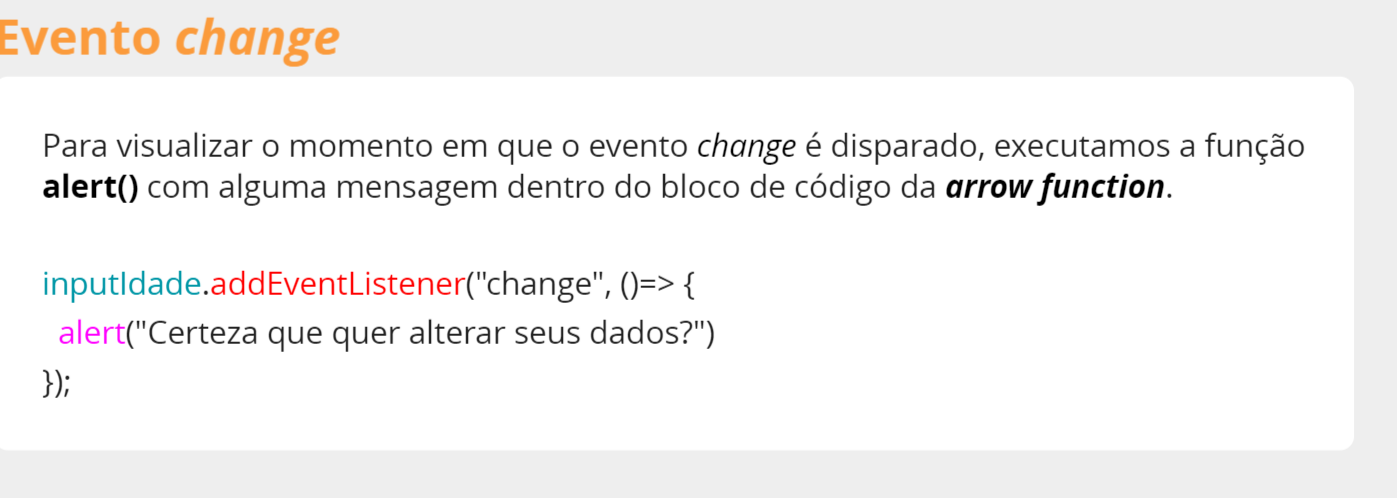 Evento change
Para visualizar o momento em que o evento change é disparado, executamos a função
alert() com alguma mensagem dentro do bloco de código da arrow function.
inputIdade.addEventListener("change", ()=> {
alert("Certeza que quer alterar seus dados?")
});